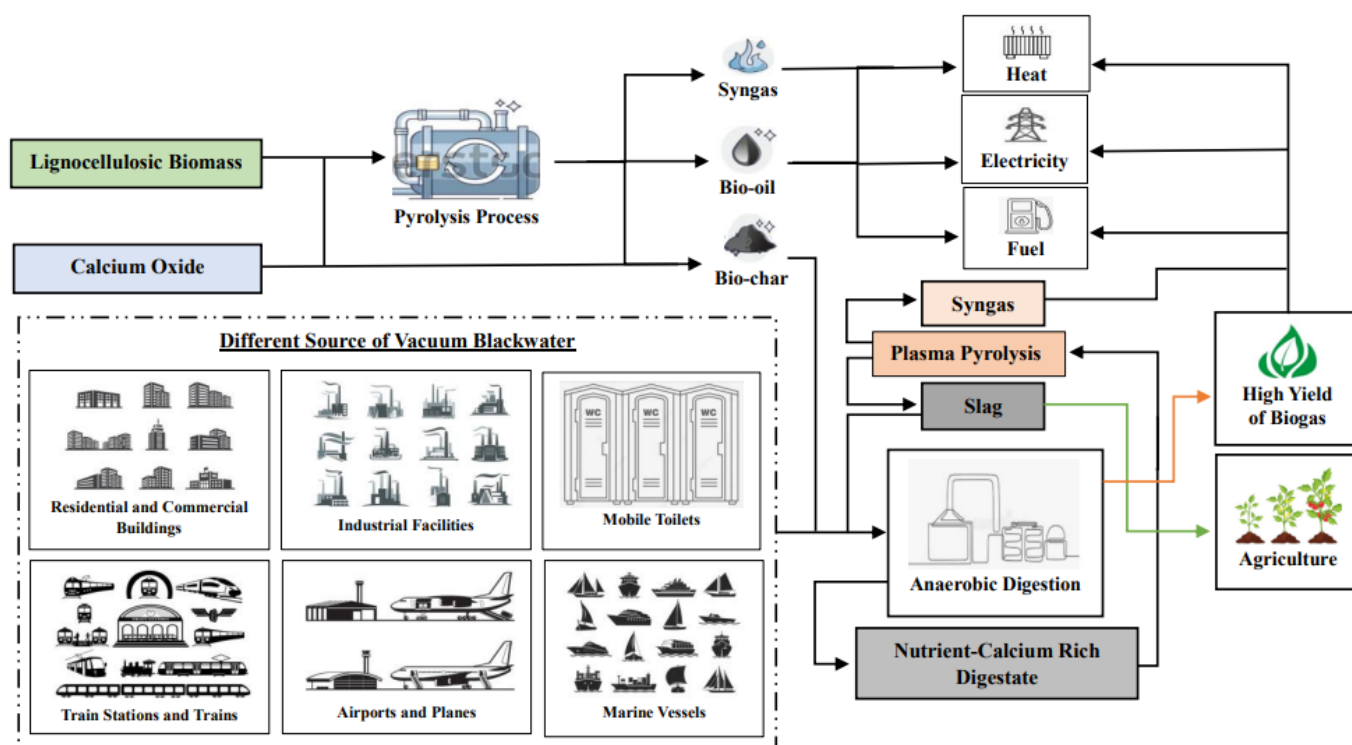 Syngas
Heat
Lignocellulosic Biomass
Pyrolysis Process
Bio-oil
Electricity
Calcium Oxide
Bio-char
Fuel
Different Source of Vacuum Blackwater
Syngas
Plasma Pyrolysis
Slag
High Yield
of Biogas
WC
WC
WC
Residential and Commercial
Buildings
Industrial Facilities
Mobile Toilets
Anaerobic Digestion
Agriculture
Train Stations and Trains
Airports and Planes
Marine Vessels
Nutrient-Calcium Rich
Digestate